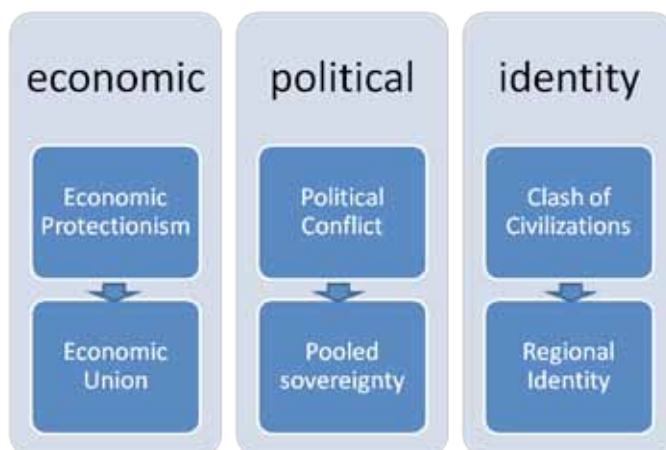 economic
Economic
Protectionism
Economic
Union
political
Political
Conflict
Pooled
sovereignty
identity
Clash of
Civilizations
Regional
Identity